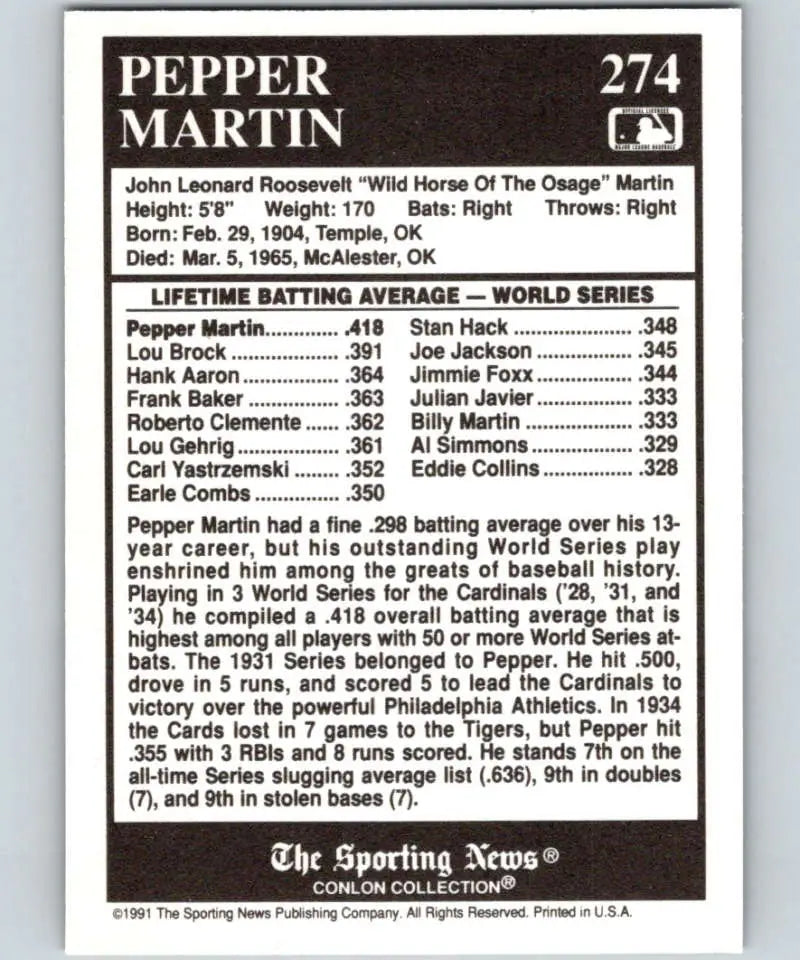 PEPPER
MARTIN
274
OFFICIAL LICENSEE
MAJOR LEAGUE BASEBALL
John Leonard Roosevelt “Wild Horse Of The Osage” Martin
Height: 5'8" Weight: 170 Bats: Right Throws: Right
Born: Feb. 29, 1904, Temple, OK
Died: Mar. 5, 1965, McAlester, OK
LIFETIME BATTING AVERAGE — WORLD SERIES
Pepper Martin............. .418
Lou Brock ................. .391
Hank Aaron ............... .364
Frank Baker .............. .363
Roberto Clemente ...... .362
Lou Gehrig ................. .361
Carl Yastrzemski ........ .352
Earle Combs .............. .350
Stan Hack .................... .348
Joe Jackson ................ .345
Jimmie Foxx ................ .344
Julian Javier ................ .333
Billy Martin .................. .333
Al Simmons ................. .329
Eddie Collins ............... .328
Pepper Martin had a fine .298 batting average over his 13-
year career, but his outstanding World Series play
enshrined him among the greats of baseball history.
Playing in 3 World Series for the Cardinals ('28, '31, and
'34) he compiled a .418 overall batting average that is
highest among all players with 50 or more World Series at-
bats. The 1931 Series belonged to Pepper. He hit .500,
drove in 5 runs, and scored 5 to lead the Cardinals to
victory over the powerful Philadelphia Athletics. In 1934
the Cards lost in 7 games to the Tigers, but Pepper hit
.355 with 3 RBIs and 8 runs scored. He stands 7th on the
all-time Series slugging average list (.636), 9th in doubles
(7), and 9th in stolen bases (7).
The Sporting News®
CONLON COLLECTION®
©1991 The Sporting News Publishing Company. All Rights Reserved. Printed in U.S.A.